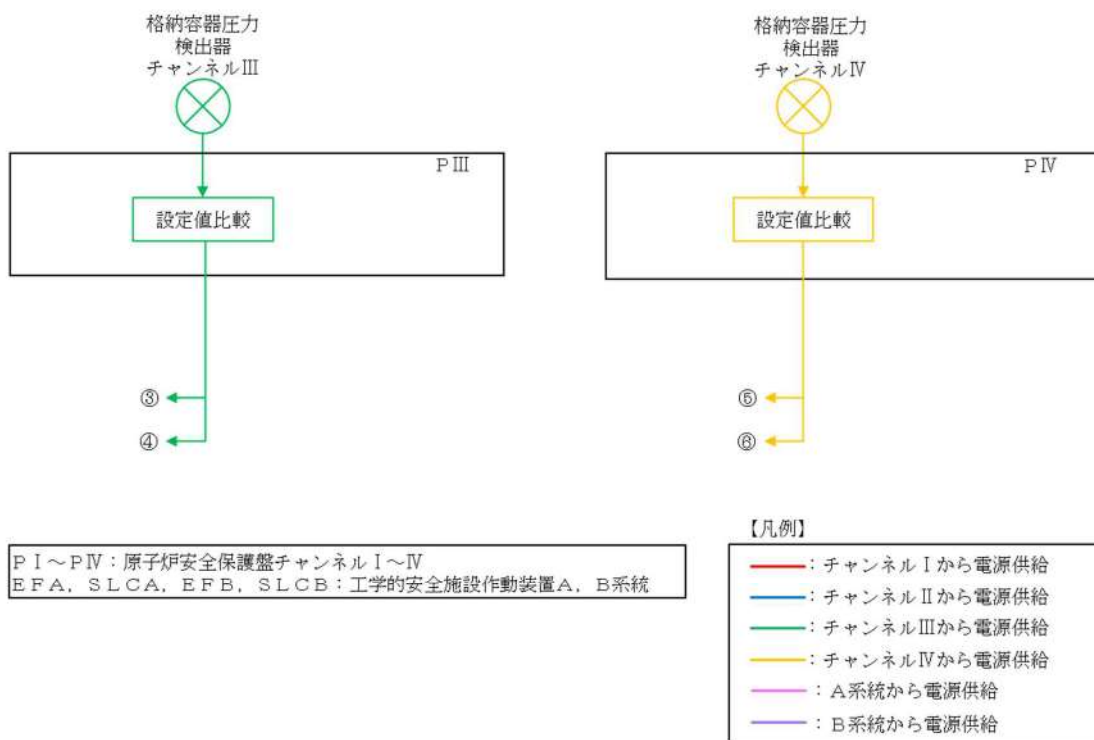 格納容器圧力
検出器
チャンネルⅢ
PⅢ
設定値比較
③
④
格納容器圧力
検出器
チャンネルⅣ
PⅣ
設定値比較
⑤
⑥
PⅠ～PⅣ：原子炉安全保護盤チャンネルⅠ～Ⅳ
EFA，SLCA，EFB，SLCB：工学的安全施設作動装置A，B系統
【凡例】
：チャンネルⅠから電源供給
：チャンネルⅡから電源供給
：チャンネルⅢから電源供給
：チャンネルⅣから電源供給
：A系統から電源供給
：B系統から電源供給